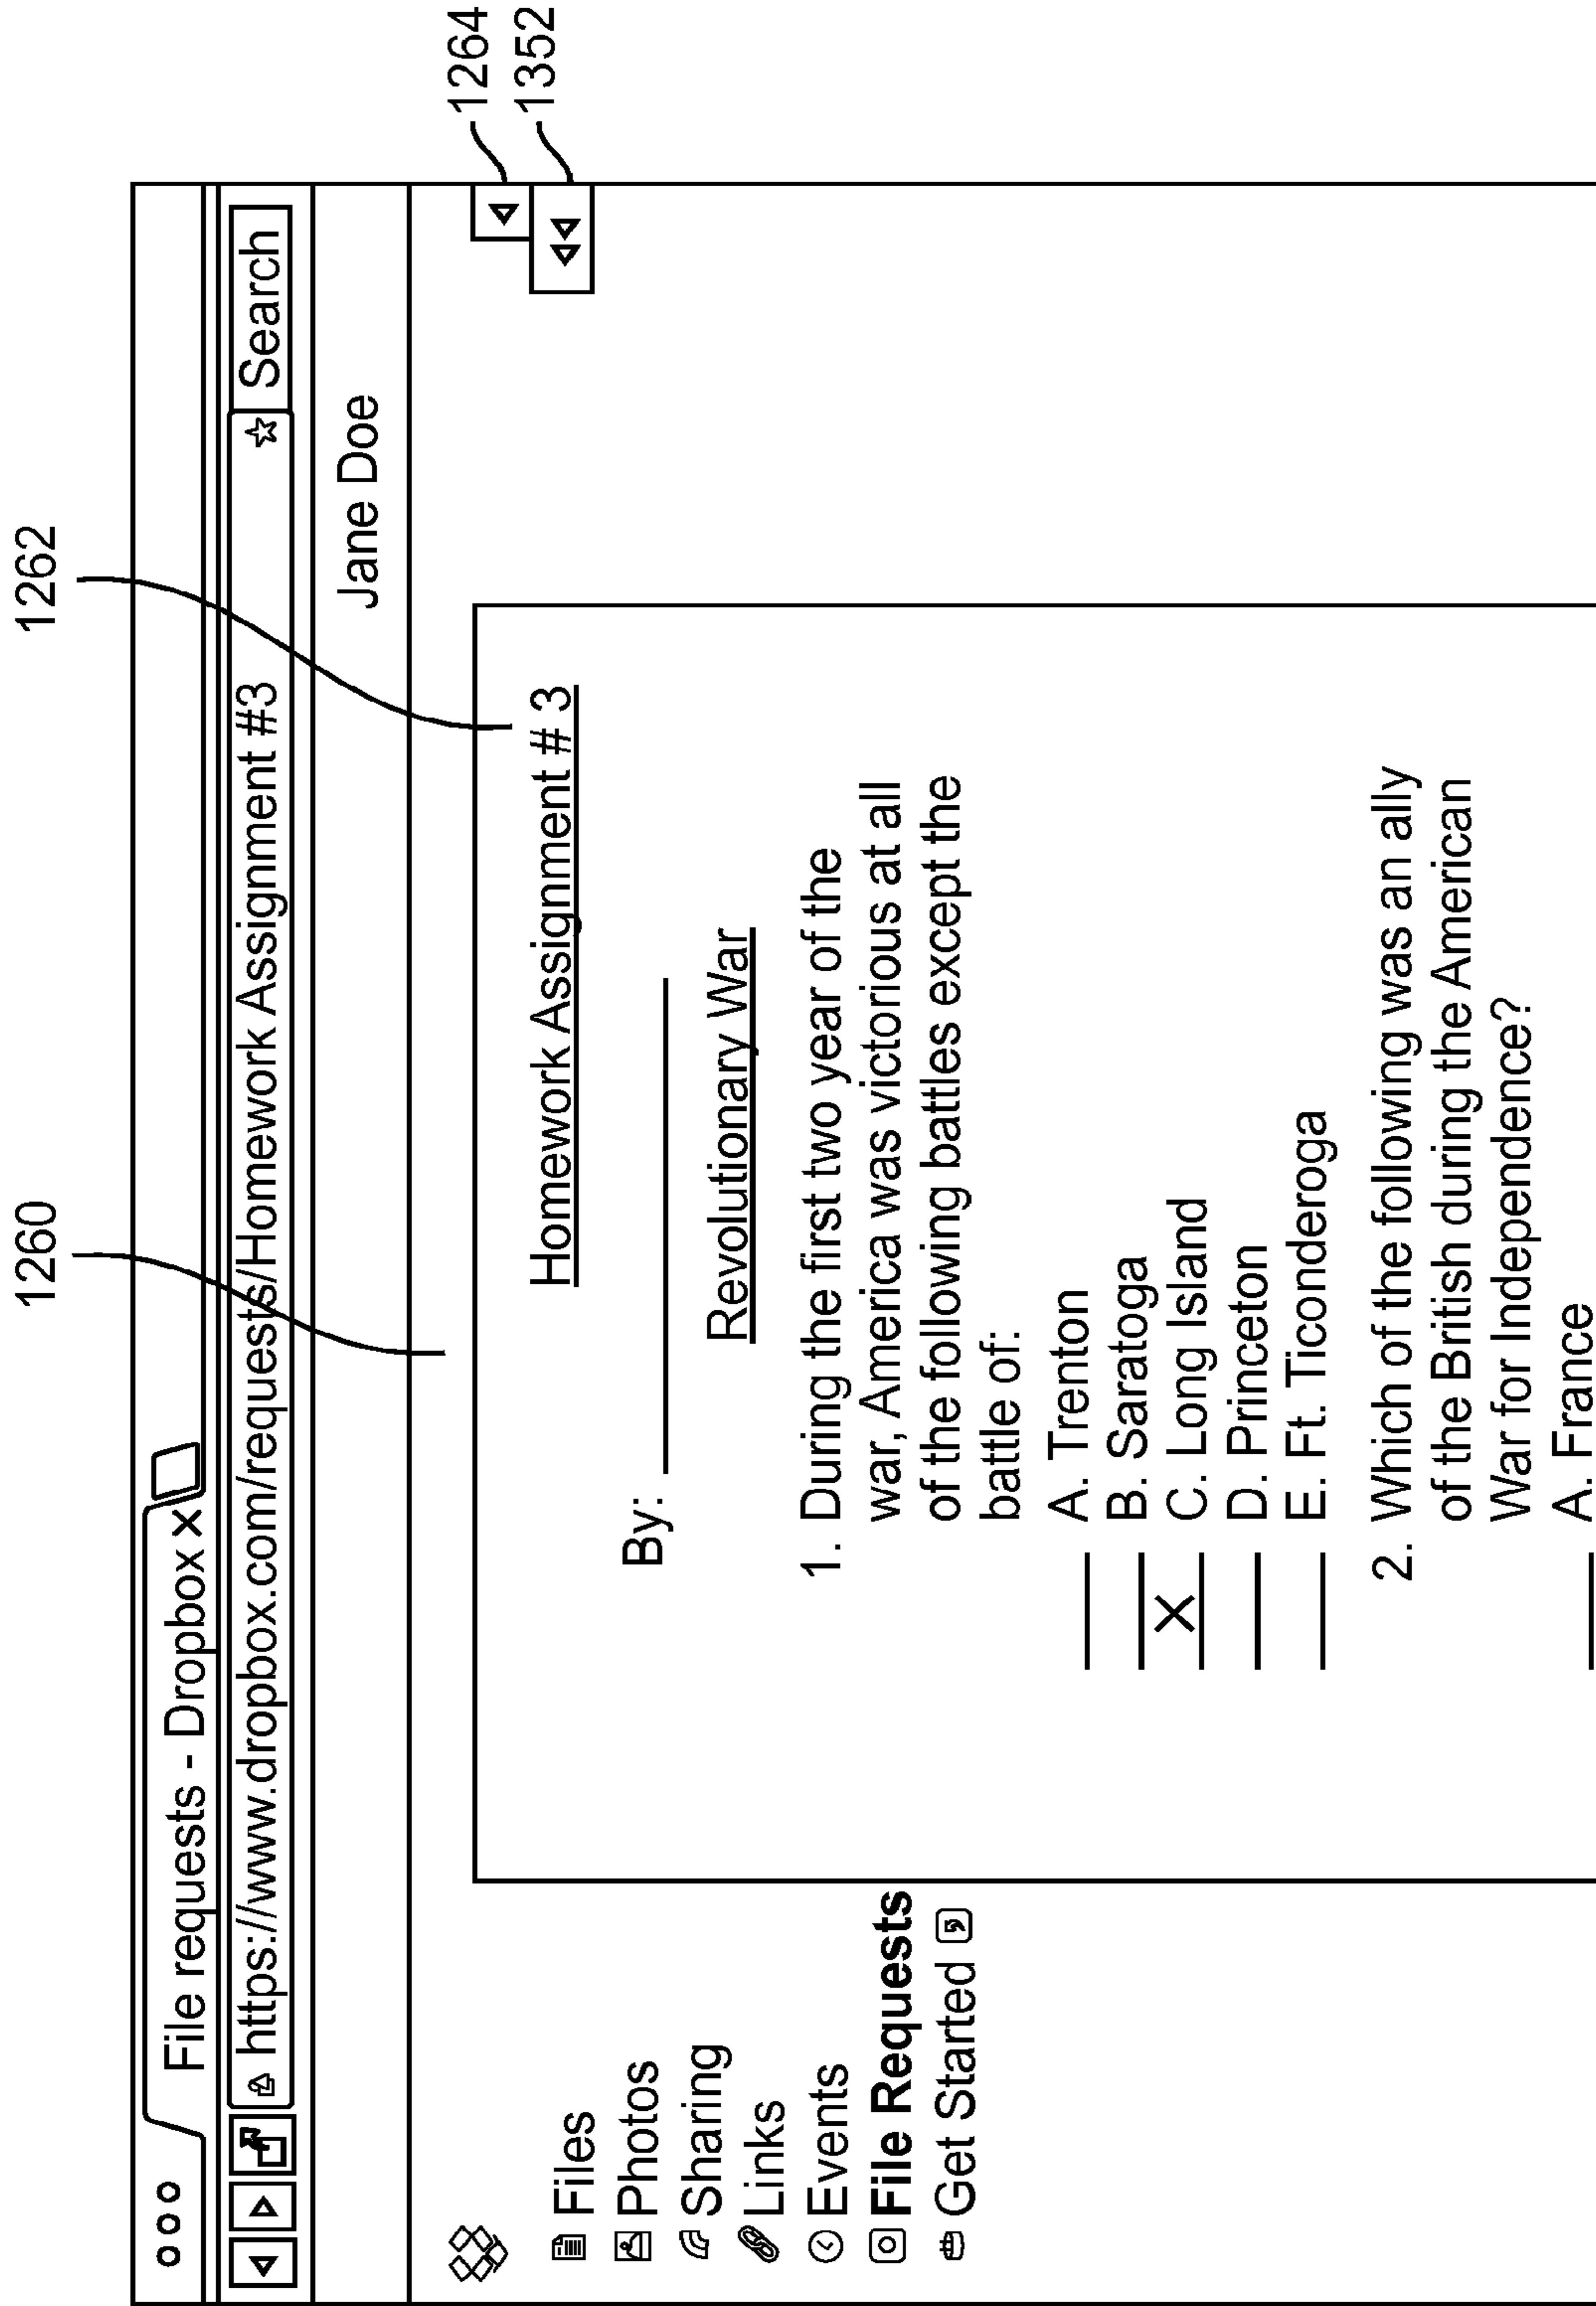 1260
1262
File requests - Dropbox X
https://www.dropbox.com/requests/Homework Assignment #3
Search
Jane Doe
1264
1352
Files
Photos
Sharing
Links
Events
File Requests
Get Started
Homework Assignment # 3
By:
Revolutionary War
1. During the first two year of the
war, America was victorious at all
of the following battles except the
battle of:
A. Trenton
B. Saratoga
X C. Long Island
D. Princeton
E. Ft. Ticonderoga
2. Which of the following was an ally
of the British during the American
War for Independence?
A. France